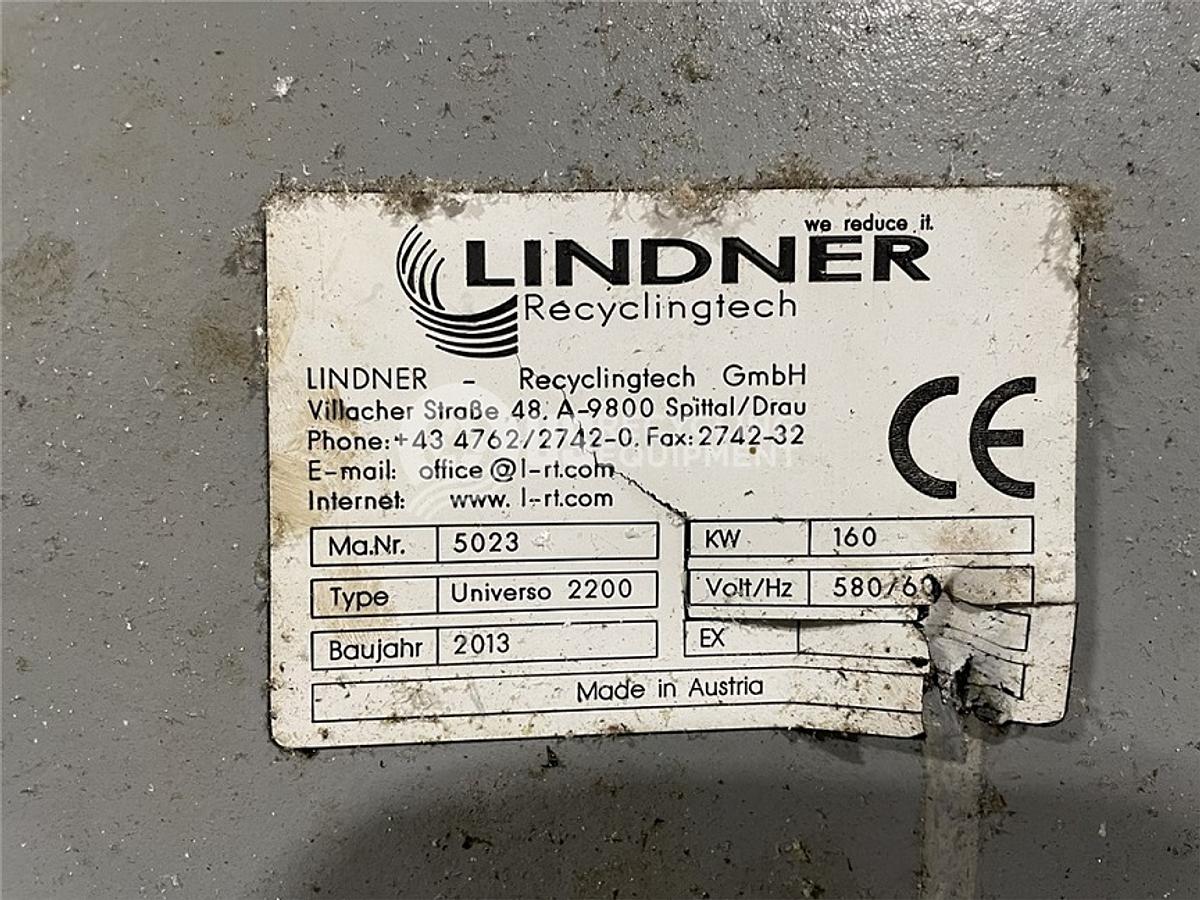 we reduce it.
LINDNER
Recyclingtech
LINDNER - Recyclingtech GmbH
Villacher Straße 48. A-9800 Spittal/Drau
Phone:+43 4762/2742-0. Fax:2742-32
E-mail: office@l-rt.com
Internet: www. l-rt.com
CE
Ma.Nr. 5023 KW 160
Type Universo 2200 Volt/Hz 580/60
Baujahr 2013 EX
Made in Austria
EQUIPMENT